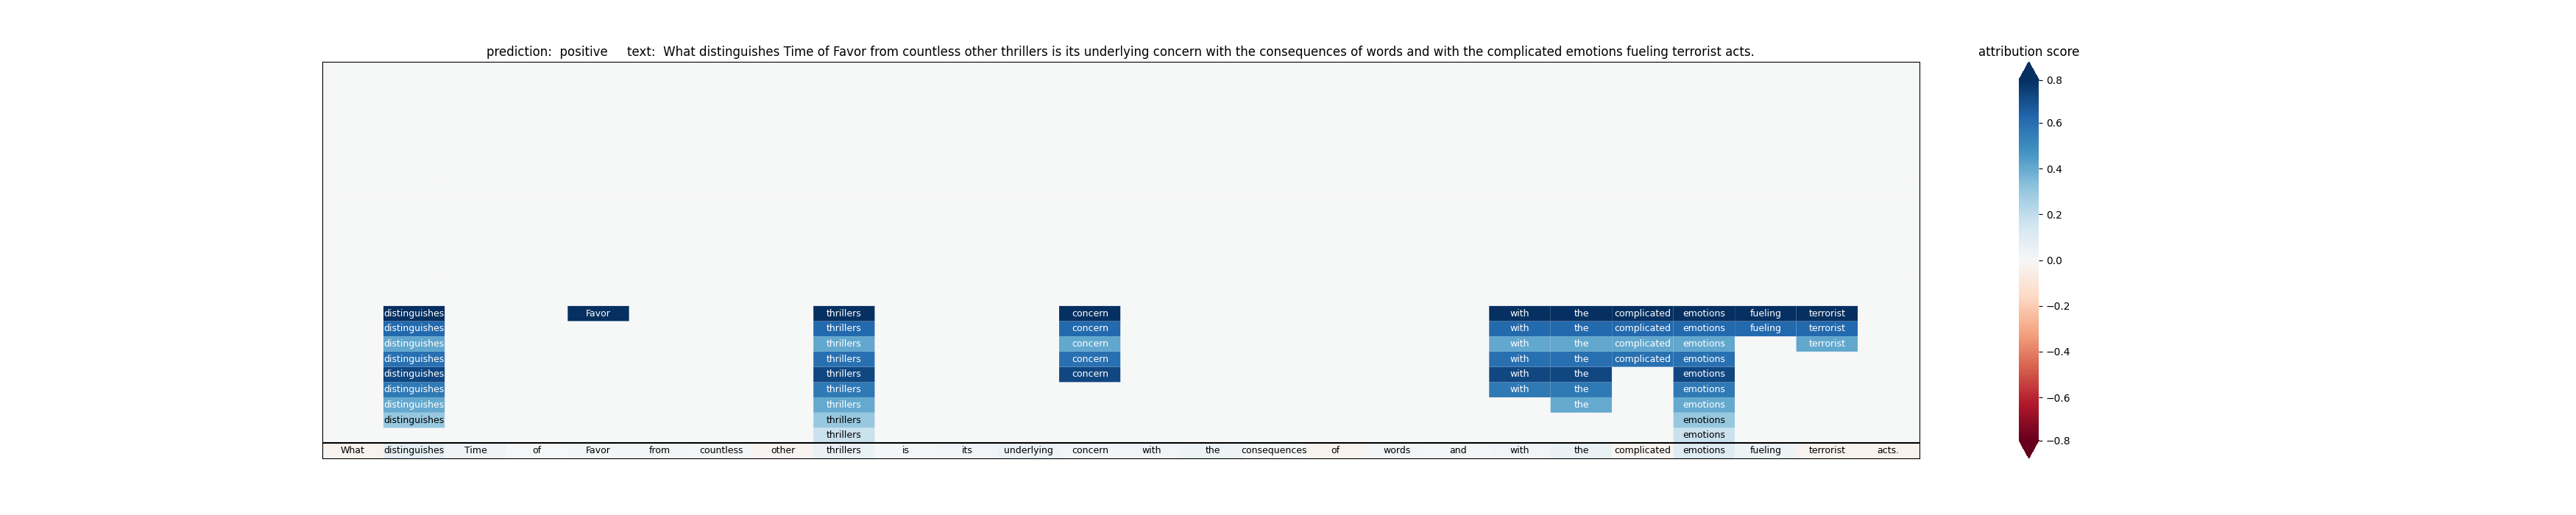 prediction:  positive     text:  What distinguishes Time of Favor from countless other thrillers is its underlying concern with the consequences of words and with the complicated emotions fueling terrorist acts.
attribution score
distinguishes Favor thrillers concern with the complicated emotions fueling terrorist
distinguishes thrillers concern with the complicated emotions fueling terrorist
distinguishes thrillers concern with the complicated emotions terrorist
distinguishes thrillers concern with the complicated emotions
distinguishes thrillers concern with the emotions
distinguishes thrillers with the emotions
distinguishes thrillers the emotions
distinguishes thrillers emotions
thrillers emotions
What distinguishes Time of Favor from countless other thrillers is its underlying concern with the consequences of words and with the complicated emotions fueling terrorist acts.
0.8
0.6
0.4
0.2
0.0
−0.2
−0.4
−0.6
−0.8